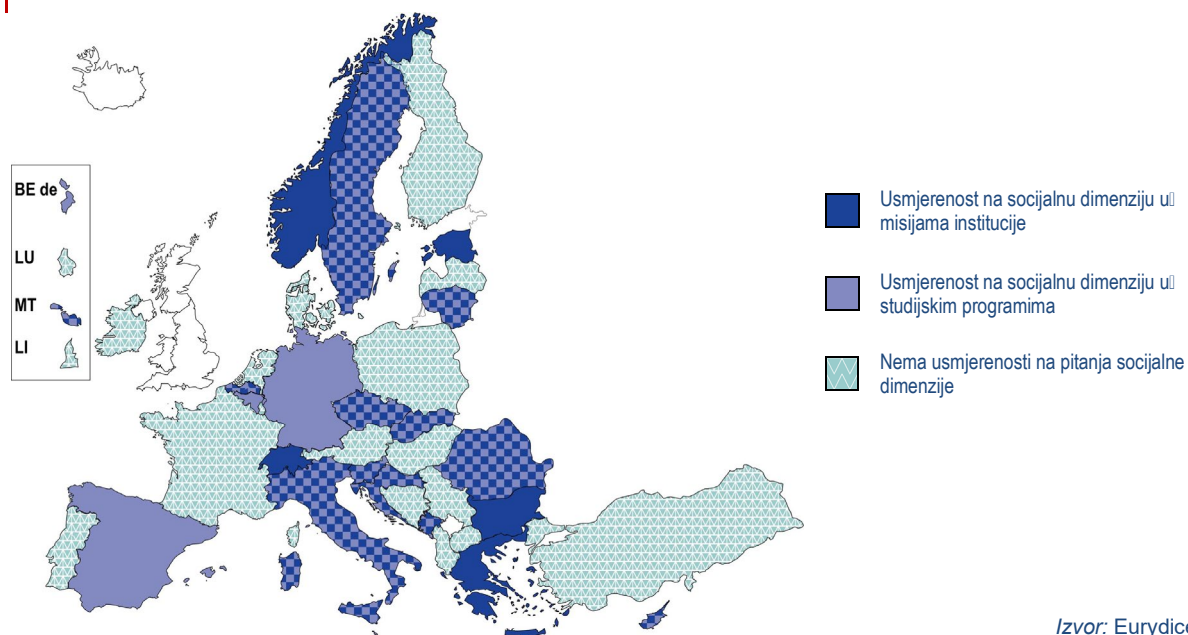 BE de
LU
MT
LI
Usmjerenost na socijalnu dimenziju u
misijama institucije
Usmjerenost na socijalnu dimenziju u
studijskim programima
Nema usmjerenosti na pitanja socijalne
dimenzije
Izvor: Eurydice